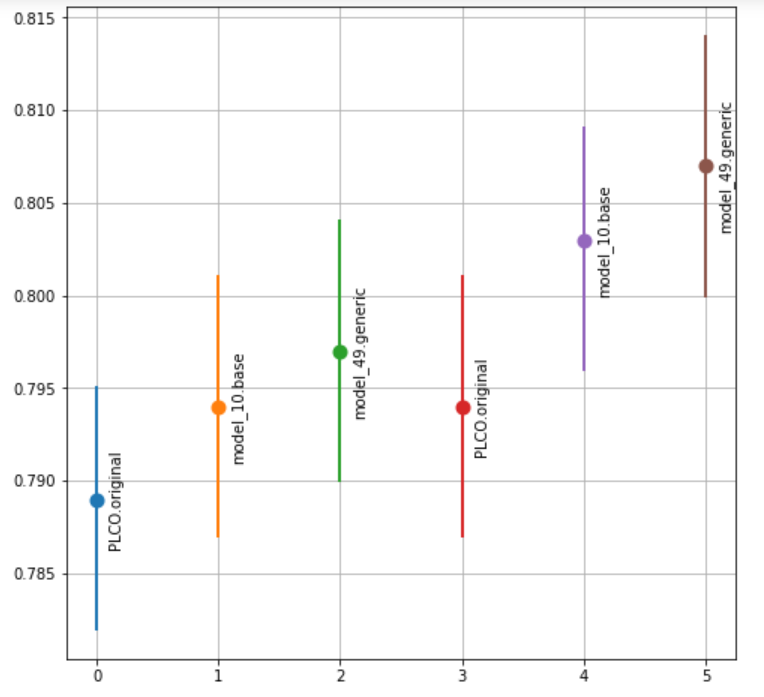 0.815
0.810
0.805
0.800
0.795
0.790
0.785
PLCO.original
model_10.base
model_49.generic
PLCO.original
model_10.base
model_49.generic
0 1 2 3 4 5